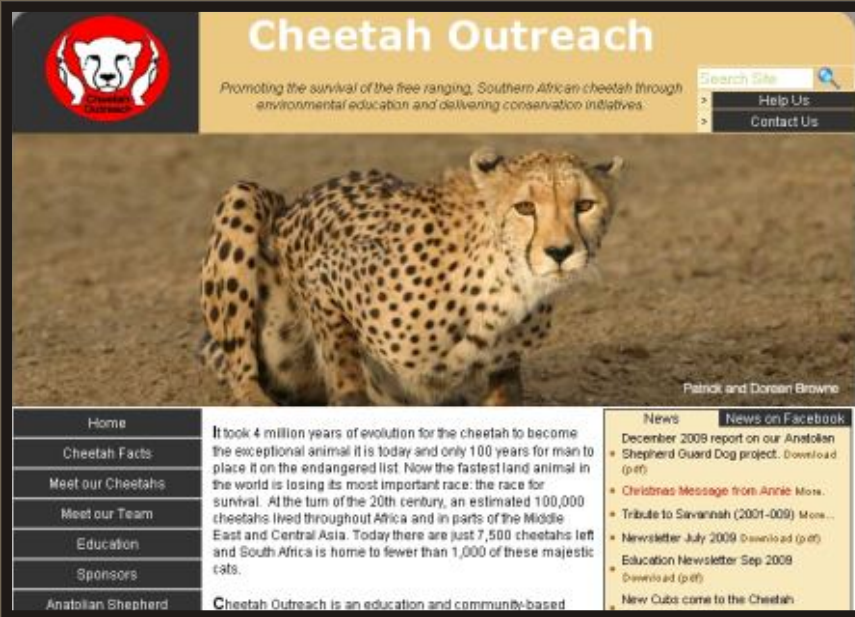 Cheetah Outreach
Cheetah
Outreach
Promoting the survival of the free ranging, Southern African cheetah through
environmental education and delivering conservation initiatives.
Search Site
> Help Us
> Contact Us
Patrick and Dorean Browne
Home
Cheetah Facts
Meet our Cheetahs
Meet our Team
Education
Sponsors
Anatolian Shepherd
It took 4 million years of evolution for the cheetah to become
the exceptional animal it is today and only 100 years for man to
place it on the endangered list. Now the fastest land animal in
the world is losing its most important race: the race for
survival. At the turn of the 20th century, an estimated 100,000
cheetahs lived throughout Africa and in parts of the Middle
East and Central Asia. Today there are just 7,500 cheetahs left
and South Africa is home to fewer than 1,000 of these majestic
cats.
Cheetah Outreach is an education and community-based
News
News on Facebook
December 2009 report on our Anatolian
Shepherd Guard Dog project. Download
(pdf)
Christmas Message from Annie More.
Tribute to Savannah (2001-009) More...
Newsletter July 2009 Download (pdf)
Education Newsletter Sep 2009
Download (pdf)
New Cubs come to the Cheetah